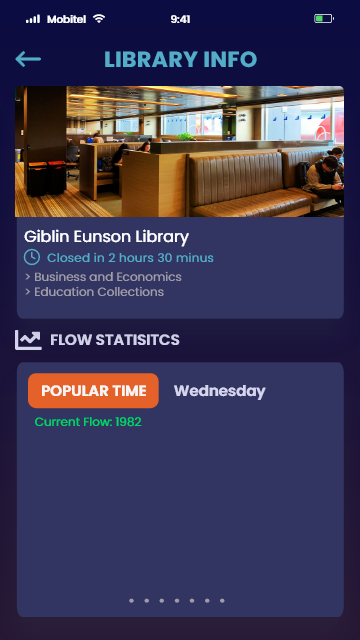 Mobitel 9:41
LIBRARY INFO
Giblin Eunson Library
Closed in 2 hours 30 minus
> Business and Economics
> Education Collections
FLOW STATISITCS
POPULAR TIME Wednesday
Current Flow: 1982